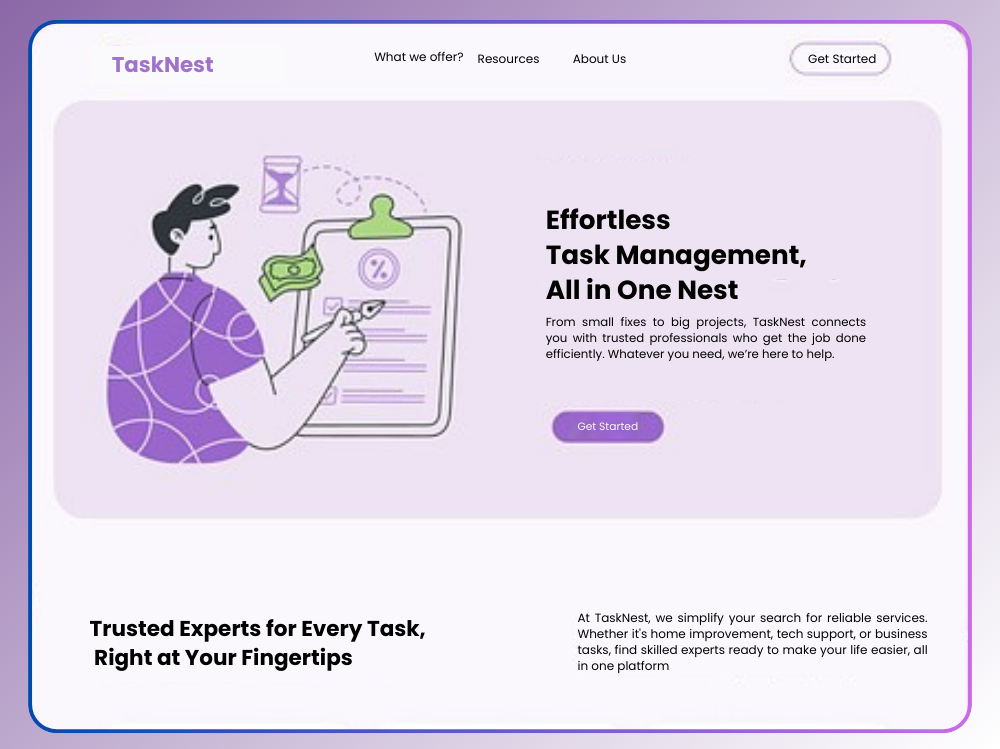 TaskNest
What we offer?
Resources
About Us
Get Started
Effortless
Task Management,
All in One Nest
From small fixes to big projects, TaskNest connects
you with trusted professionals who get the job done
efficiently. Whatever you need, we’re here to help.
Get Started
Trusted Experts for Every Task,
Right at Your Fingertips
At TaskNest, we simplify your search for reliable services.
Whether it's home improvement, tech support, or business
tasks, find skilled experts ready to make your life easier, all
in one platform
%